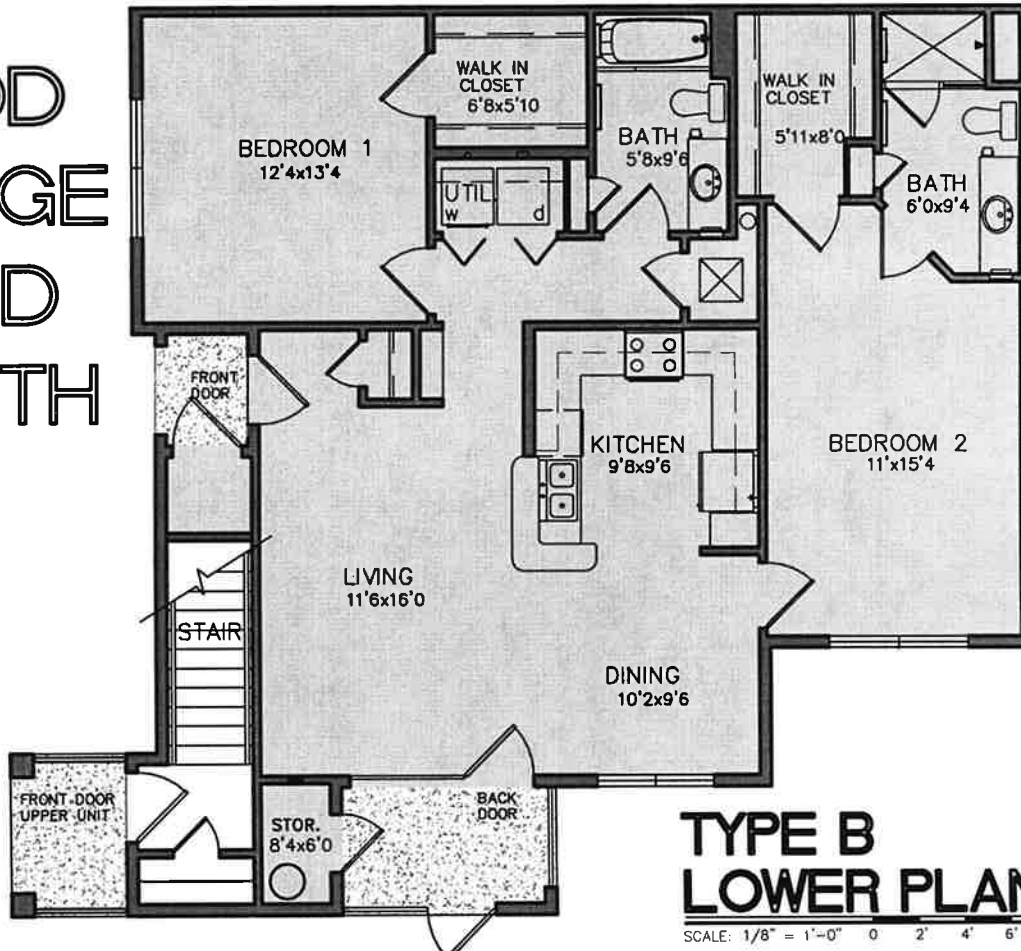 OD
GE
D
TH
BEDROOM 1
12'4x13'4
WALK IN
CLOSET
6'8x5'10
BATH
5'8x9'6
WALK IN
CLOSET
5'11x8'0
BATH
6'0x9'4
UTIL.
w d
FRONT
DOOR
KITCHEN
9'8x9'6
BEDROOM 2
11'x15'4
LIVING
11'6x16'0
STAIR
DINING
10'2x9'6
FRONT DOOR
UPPER UNIT
STOR.
8'4x6'0
BACK
DOOR
TYPE B
LOWER PLAN
SCALE: 1/8" = 1'-0" 0 2' 4' 6'